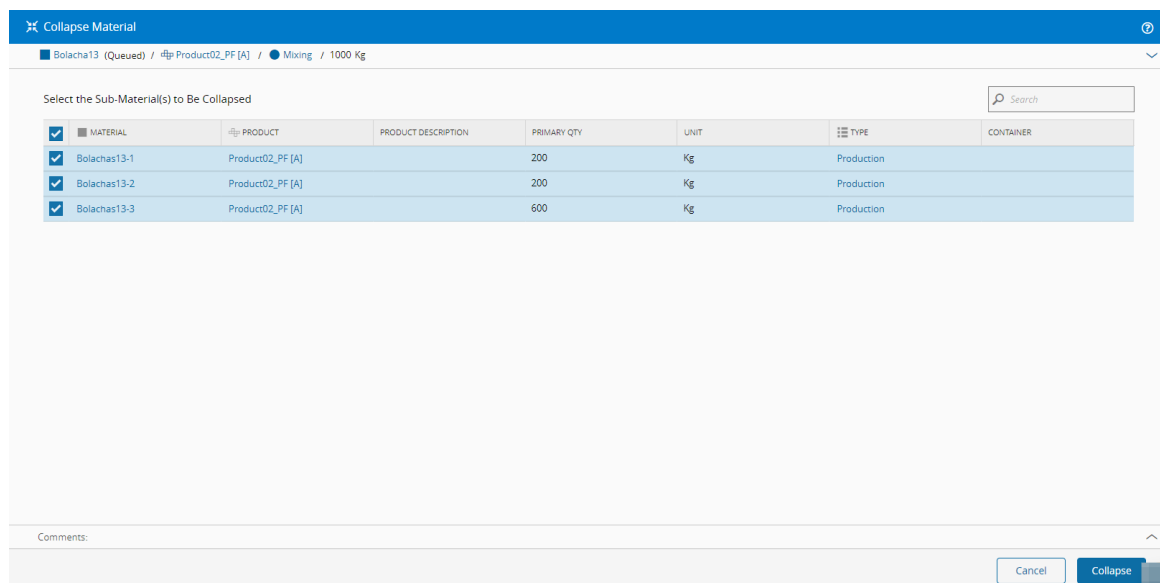 Collapse Material
Bolacha13 (Queued) / Product02_PF [A] / Mixing / 1000 Kg
Select the Sub-Material(s) to Be Collapsed
Search
MATERIAL PRODUCT PRODUCT DESCRIPTION PRIMARY QTY UNIT TYPE CONTAINER
Bolachas13-1 Product02_PF [A] 200 Kg Production
Bolachas13-2 Product02_PF [A] 200 Kg Production
Bolachas13-3 Product02_PF [A] 600 Kg Production
Comments:
Cancel Collapse